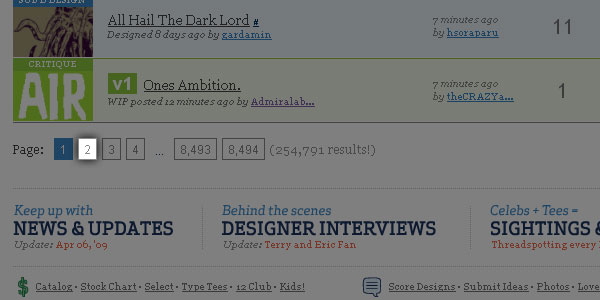 SUB'D DESIGN
All Hail The Dark Lord #
Designed 8 days ago by gardamin
7 minutes ago
by hsoraparu
11
CRITIQUE
AIR
v1 Ones Ambition.
WIP posted 12 minutes ago by Admiralab...
7 minutes ago
by theCRAZYa...
1
Page: 1 2 3 4 ... 8,493 8,494 (254,791 results!)
Keep up with
NEWS & UPDATES
Update: Apr 06, '09
Behind the scenes
DESIGNER INTERVIEWS
Update: Terry and Eric Fan
Celebs + Tees =
SIGHTINGS &
Threadspotting every
$ Catalog · Stock Chart · Select · Type Tees · 12 Club · Kids!
Score Designs · Submit Ideas · Photos · Love